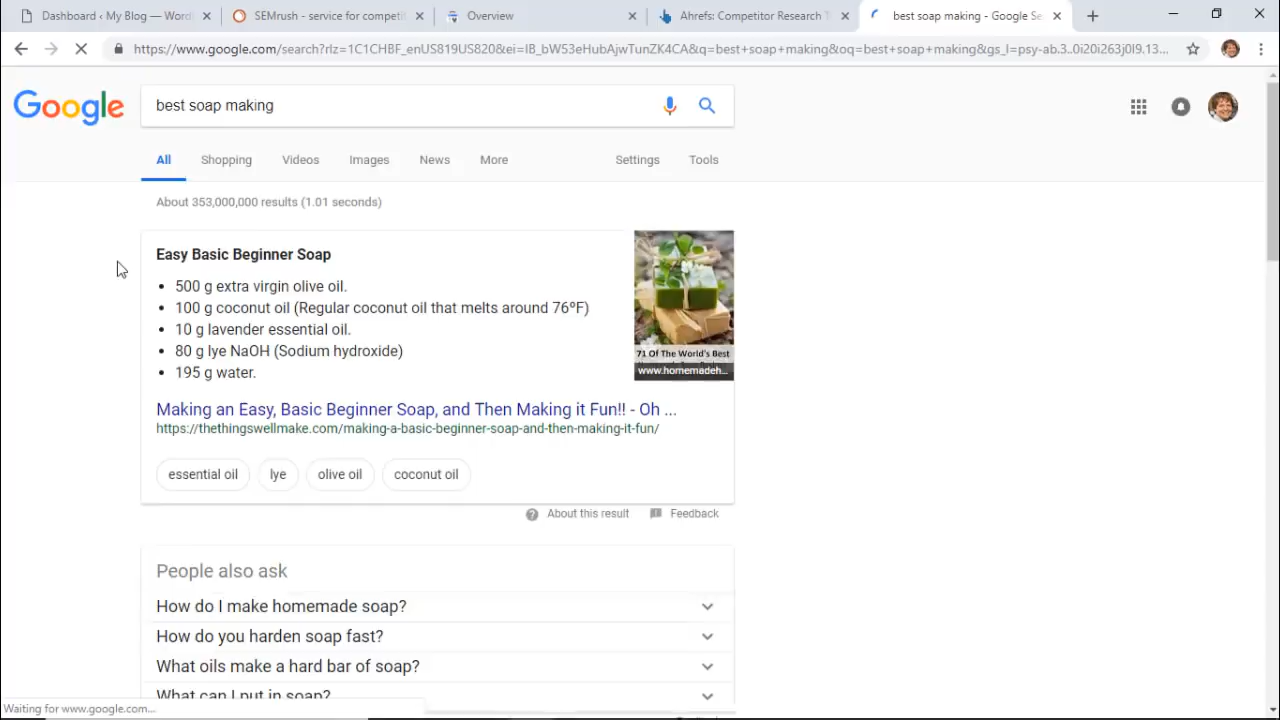 Dashboard ‹ My Blog — Word
SEMrush - service for competi
Overview
Ahrefs: Competitor Research T
best soap making - Google Se
https://www.google.com/search?rlz=1C1CHBF_enUS819US820&ei=IB_bW53eHubAjwTunZK4CA&q=best+soap+making&oq=best+soap+making&gs_l=psy-ab.3..0i20i263j0l9.13...
Google
best soap making
All
Shopping
Videos
Images
News
More
Settings
Tools
About 353,000,000 results (1.01 seconds)
Easy Basic Beginner Soap
• 500 g extra virgin olive oil.
• 100 g coconut oil (Regular coconut oil that melts around 76ºF)
• 10 g lavender essential oil.
• 80 g lye NaOH (Sodium hydroxide)
• 195 g water.
71 Of The World's Best
www.homemadeh...
Making an Easy, Basic Beginner Soap, and Then Making it Fun!! - Oh ...
https://thethingswellmake.com/making-a-basic-beginner-soap-and-then-making-it-fun/
essential oil
lye
olive oil
coconut oil
About this result
Feedback
People also ask
How do I make homemade soap?
How do you harden soap fast?
What oils make a hard bar of soap?
What can I put in soap?
Waiting for www.google.com...